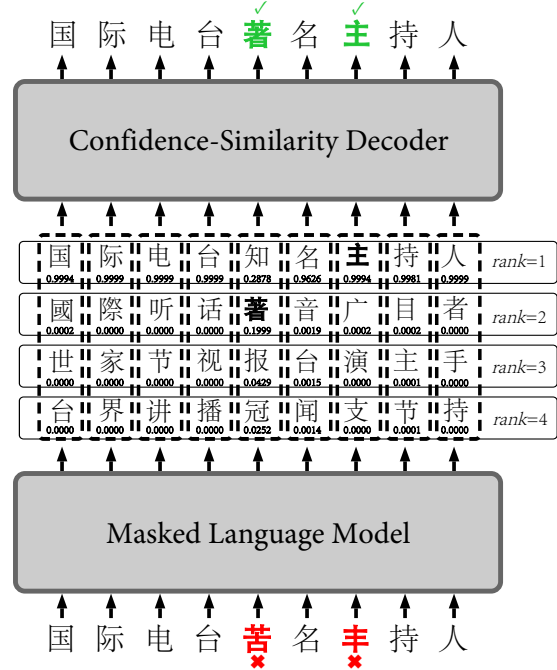 ✓ ✓
国 际 电 台 著 名 主 持 人
Confidence-Similarity Decoder
国 际 电 台 知 名 主 持 人 rank=1
0.9994 0.9999 0.9999 0.9999 0.2878 0.9626 0.9994 0.9981 0.9999
國 際 听 话 著 音 广 目 者 rank=2
0.0002 0.0000 0.0000 0.0000 0.1999 0.0019 0.0002 0.0002 0.0000
世 家 节 视 报 台 演 主 手 rank=3
0.0000 0.0000 0.0000 0.0000 0.0429 0.0015 0.0000 0.0001 0.0000
台 界 讲 播 冠 闻 支 节 持 rank=4
0.0000 0.0000 0.0000 0.0000 0.0252 0.0014 0.0000 0.0001 0.0000
Masked Language Model
国 际 电 台 苦 名 丰 持 人
✖ ✖